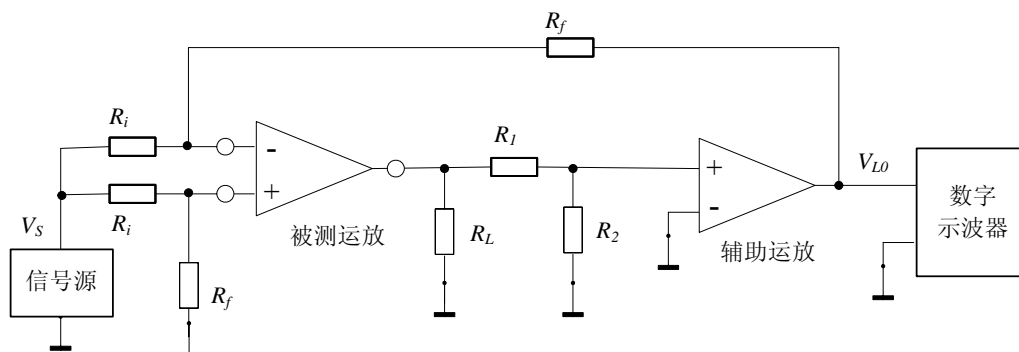 Rf
Ri
-
+
Ri
VS
信号源
Rf
被测运放
RL
R1
R2
+
-
辅助运放
VL0
数字
示波器